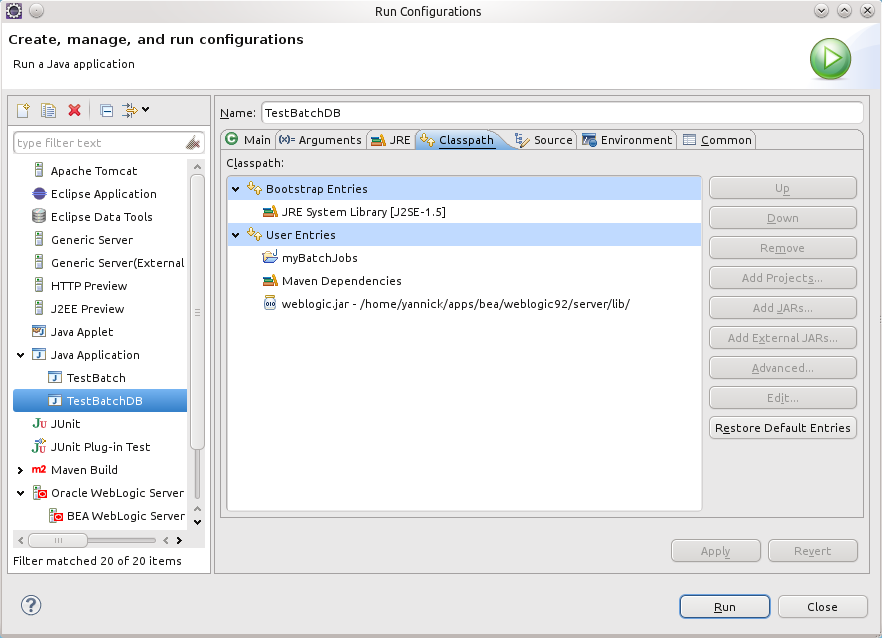 Run Configurations
Create, manage, and run configurations
Run a Java application
type filter text
Apache Tomcat
Eclipse Application
Eclipse Data Tools
Generic Server
Generic Server(External
HTTP Preview
J2EE Preview
Java Applet
Java Application
TestBatch
TestBatchDB
JUnit
JUnit Plug-in Test
m2 Maven Build
Oracle WebLogic Server
BEA WebLogic Server
Filter matched 20 of 20 items
Name: TestBatchDB
Main (x)= Arguments JRE Classpath Source Environment Common
Classpath:
Bootstrap Entries
JRE System Library [J2SE-1.5]
User Entries
myBatchJobs
Maven Dependencies
weblogic.jar - /home/yannick/apps/bea/weblogic92/server/lib/
Up
Down
Remove
Add Projects...
Add JARs...
Add External JARs...
Advanced...
Edit...
Restore Default Entries
Apply Revert
? Run Close